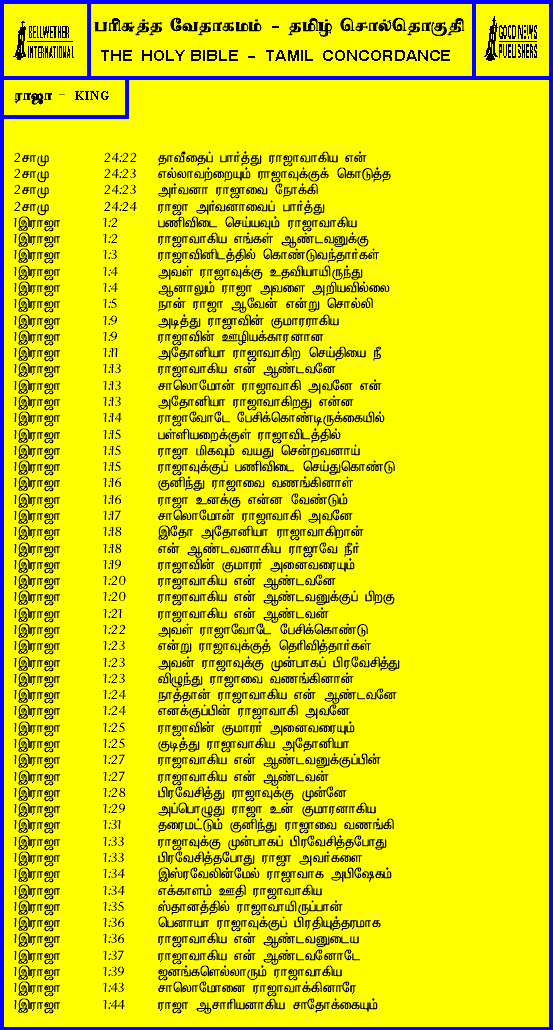 BELLWETHER INTERNATIONAL
பரிசுத்த வேதாகமம் - தமிழ் சொல்தொகுதி
THE HOLY BIBLE - TAMIL CONCORDANCE
GOOD NEWS PUBLISHERS
ராஜா - KING
2சாமு 24:22 தாவீதைப் பார்த்து ராஜாவாகிய என்
2சாமு 24:23 எல்லாவற்றையும் ராஜாவுக்குக் கொடுத்த
2சாமு 24:23 அர்வனா ராஜாவை நோக்கி
2சாமு 24:24 ராஜா அர்வனாவைப் பார்த்து
1இராஜா 1:2 பணிவிடை செய்யவும் ராஜாவாகிய
1இராஜா 1:2 ராஜாவாகிய எங்கள் ஆண்டவனுக்கு
1இராஜா 1:3 ராஜாவினிடத்தில் கொண்டுவந்தார்கள்
1இராஜா 1:4 அவள் ராஜாவுக்கு உதவியாயிருந்து
1இராஜா 1:4 ஆனாலும் ராஜா அவளை அறியவில்லை
1இராஜா 1:5 நான் ராஜா ஆவேன் என்று சொல்லி
1இராஜா 1:9 அடித்து ராஜாவின் குமாரராகிய
1இராஜா 1:9 ராஜாவின் ஊழியக்காரனான
1இராஜா 1:11 அதோனியா ராஜாவாகிற செய்தியை நீ
1இராஜா 1:13 ராஜாவாகிய என் ஆண்டவனே
1இராஜா 1:13 சாலொமோன் ராஜாவாகி அவனே என்
1இராஜா 1:13 அதோனியா ராஜாவாகிறது என்ன
1இராஜா 1:14 ராஜாவோடே பேசிக்கொண்டிருக்கையில்
1இராஜா 1:15 பள்ளியறைக்குள் ராஜாவிடத்தில்
1இராஜா 1:15 ராஜா மிகவும் வயது சென்றவனாய்
1இராஜா 1:15 ராஜாவுக்குப் பணிவிடை செய்துகொண்டு
1இராஜா 1:16 குனிந்து ராஜாவை வணங்கினாள்
1இராஜா 1:16 ராஜா உனக்கு என்ன வேண்டும்
1இராஜா 1:17 சாலொமோன் ராஜாவாகி அவனே
1இராஜா 1:18 இதோ அதோனியா ராஜாவாகிறான்
1இராஜா 1:18 என் ஆண்டவனாகிய ராஜாவே நீர்
1இராஜா 1:19 ராஜாவின் குமாரர் அனைவரையும்
1இராஜா 1:20 ராஜாவாகிய என் ஆண்டவனே
1இராஜா 1:20 ராஜாவாகிய என் ஆண்டவனுக்குப் பிறகு
1இராஜா 1:21 ராஜாவாகிய என் ஆண்டவன்
1இராஜா 1:22 அவள் ராஜாவோடே பேசிக்கொண்டு
1இராஜா 1:23 என்று ராஜாவுக்குத் தெரிவித்தார்கள்
1இராஜா 1:23 அவன் ராஜாவுக்கு முன்பாகப் பிரவேசித்து
1இராஜா 1:23 விழுந்து ராஜாவை வணங்கினான்
1இராஜா 1:24 நாத்தான் ராஜாவாகிய என் ஆண்டவனே
1இராஜா 1:24 எனக்குப்பின் ராஜாவாகி அவனே
1இராஜா 1:25 ராஜாவின் குமாரர் அனைவரையும்
1இராஜா 1:25 குடித்து ராஜாவாகிய அதோனியா
1இராஜா 1:27 ராஜாவாகிய என் ஆண்டவனுக்குப்பின்
1இராஜா 1:27 ராஜாவாகிய என் ஆண்டவன்
1இராஜா 1:28 பிரவேசித்து ராஜாவுக்கு முன்னே
1இராஜா 1:29 அப்பொழுது ராஜா உன் குமாரனாகிய
1இராஜா 1:31 தரைமட்டும் குனிந்து ராஜாவை வணங்கி
1இராஜா 1:33 ராஜாவுக்கு முன்பாகப் பிரவேசித்தபோது
1இராஜா 1:33 பிரவேசித்தபோது ராஜா அவர்களை
1இராஜா 1:34 இஸ்ரவேலின்மேல் ராஜாவாக அபிஷேகம்
1இராஜா 1:34 எக்காளம் ஊதி ராஜாவாகிய
1இராஜா 1:35 ஸ்தானத்தில் ராஜாவாயிருப்பான்
1இராஜா 1:36 பெனாயா ராஜாவுக்குப் பிரதியுத்தரமாக
1இராஜா 1:36 ராஜாவாகிய என் ஆண்டவனுடைய
1இராஜா 1:37 ராஜாவாகிய என் ஆண்டவனோடே
1இராஜா 1:39 ஜனங்களெல்லாரும் ராஜாவாகிய
1இராஜா 1:43 சாலொமோனை ராஜாவாக்கினாரே
1இராஜா 1:44 ராஜா ஆசாரியனாகிய சாதோக்கையும்